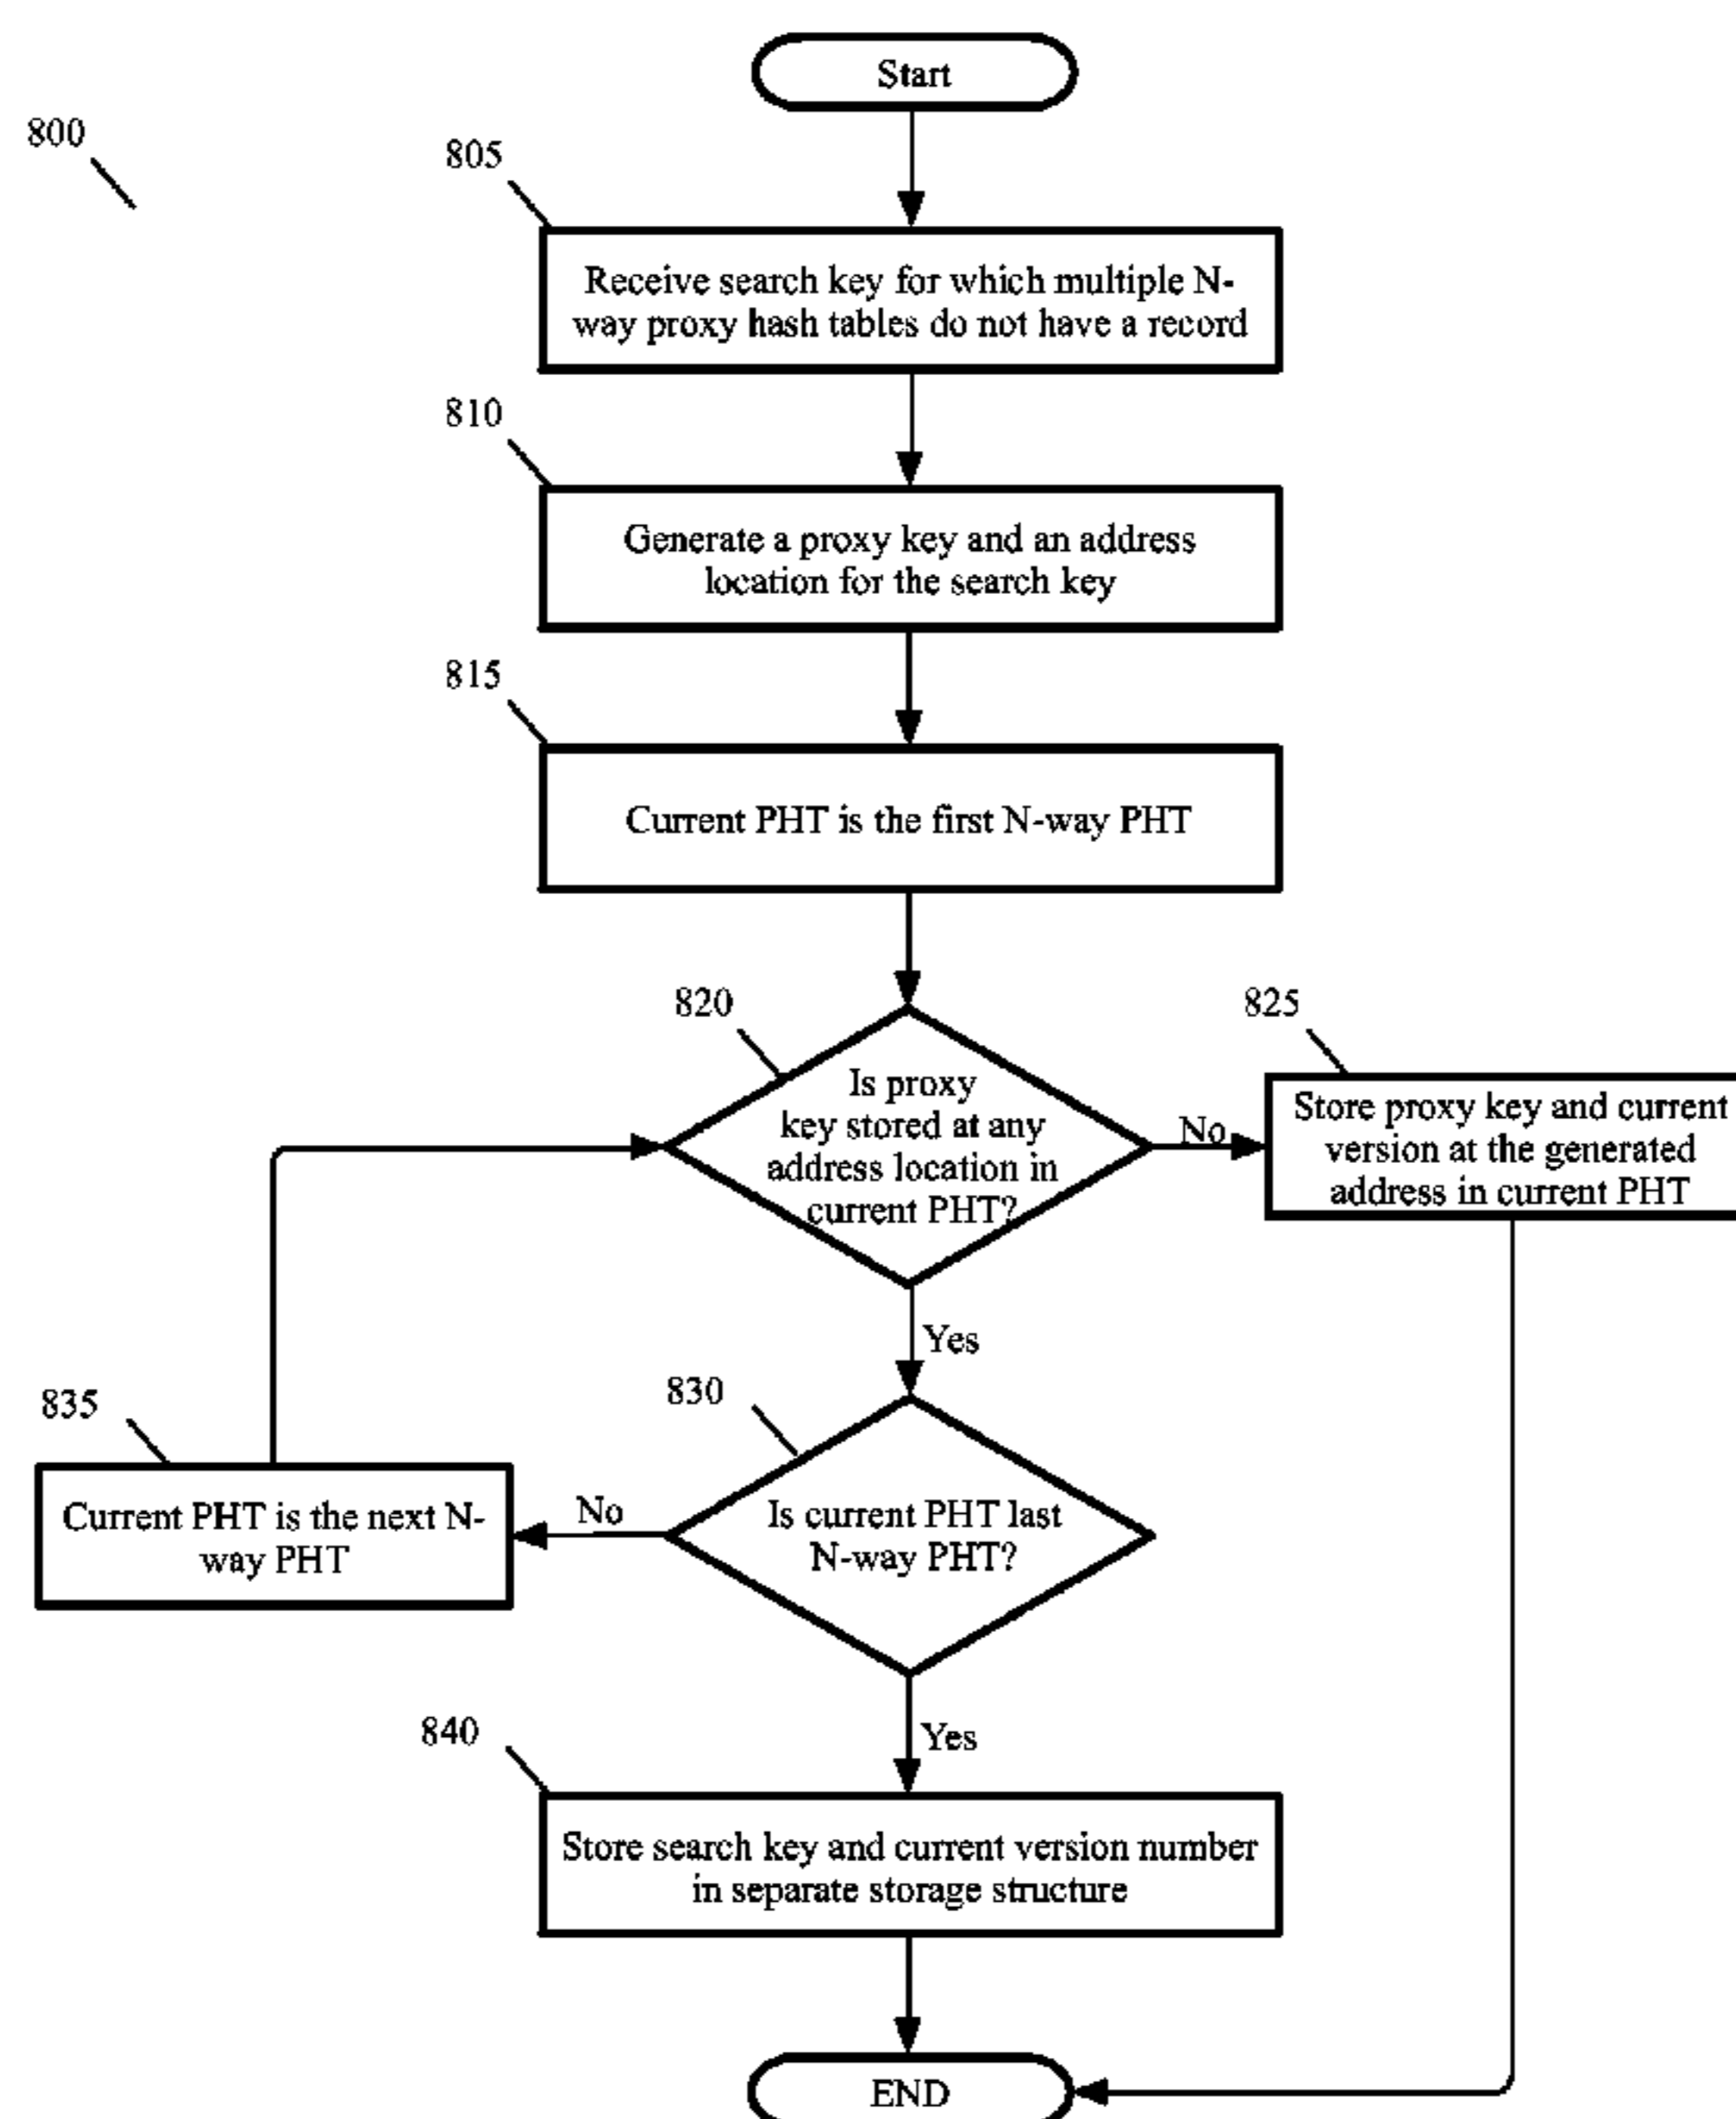 Start
800
805
Receive search key for which multiple N-
way proxy hash tables do not have a record
810
Generate a proxy key and an address
location for the search key
815
Current PHT is the first N-way PHT
820
Is proxy
key stored at any
address location in
current PHT?
No
825
Store proxy key and current
version at the generated
address in current PHT
Yes
830
Is current PHT last
N-way PHT?
No
835
Current PHT is the next N-
way PHT
Yes
840
Store search key and current version number
in separate storage structure
END